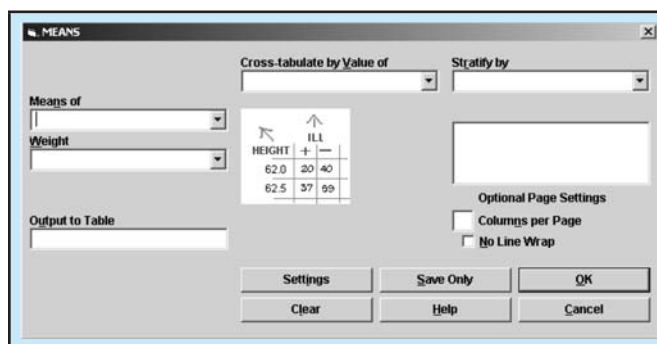 MEANS
Cross-tabulate by Value of
Stratify by
Means of
Weight
ILL
HEIGHT + —
62.0 20 40
62.5 37 99
Output to Table
Optional Page Settings
Columns per Page
No Line Wrap
Settings
Save Only
OK
Clear
Help
Cancel